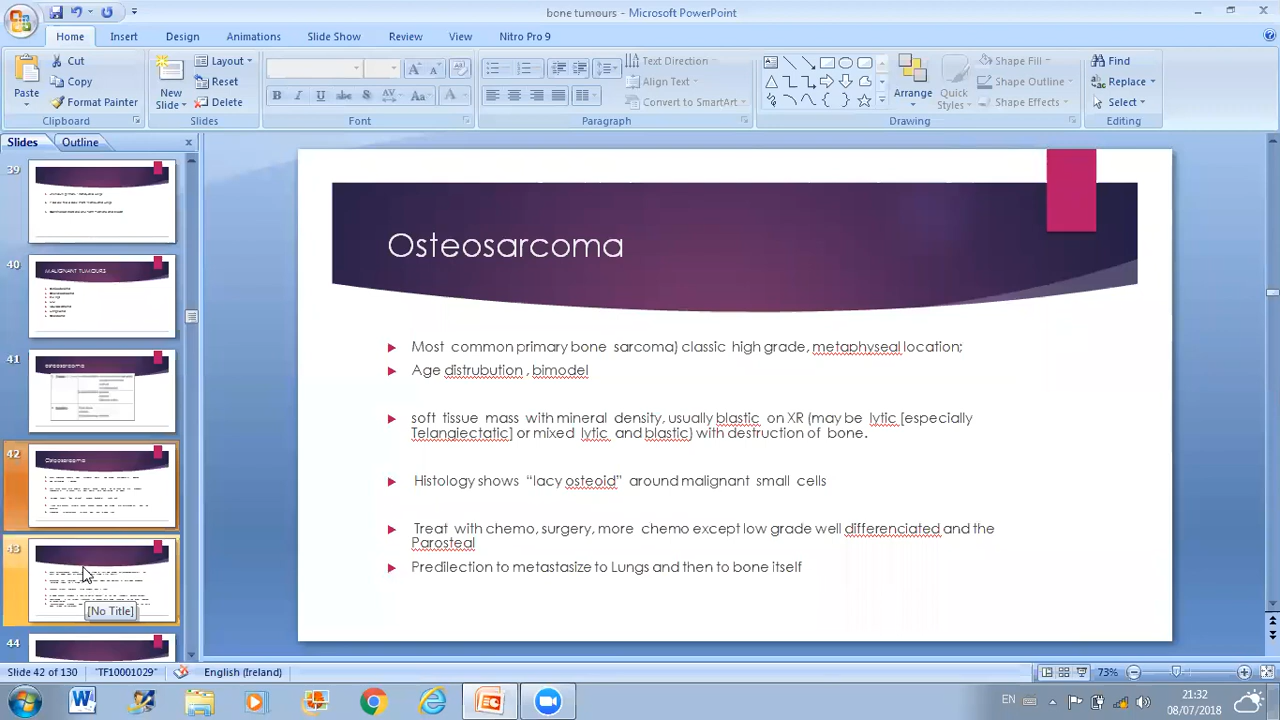 bone tumours - Microsoft PowerPoint
Home Insert Design Animations Slide Show Review View Nitro Pro 9
Paste
Cut
Copy
Format Painter
Clipboard
New Slide
Layout
Reset
Delete
Slides
B I U abc S AV Aa A
Font
Text Direction
Align Text
Convert to SmartArt
Paragraph
Arrange
Quick Styles
Shape Fill
Shape Outline
Shape Effects
Drawing
Find
Replace
Select
Editing
Slides Outline
39
40
MALIGNANT TUMOURS
41
42
Osteosarcoma
43
[No Title]
44
Osteosarcoma
Most common primary bone sarcoma) classic high grade, metaphyseal location;
Age distrubution , bimodel
soft tissue mass with mineral density, usually blastic on XR (may be lytic [especially
Telangiectatic] or mixed lytic and blastic) with destruction of bone.
Histology shows “lacy osteoid” around malignant small cells
Treat with chemo, surgery, more chemo except low grade well differenciated and the
Parosteal
Predilection to metastasize to Lungs and then to bone itself
Slide 42 of 130 "TF10001029" English (Ireland) 73%
EN 21:32
08/07/2018